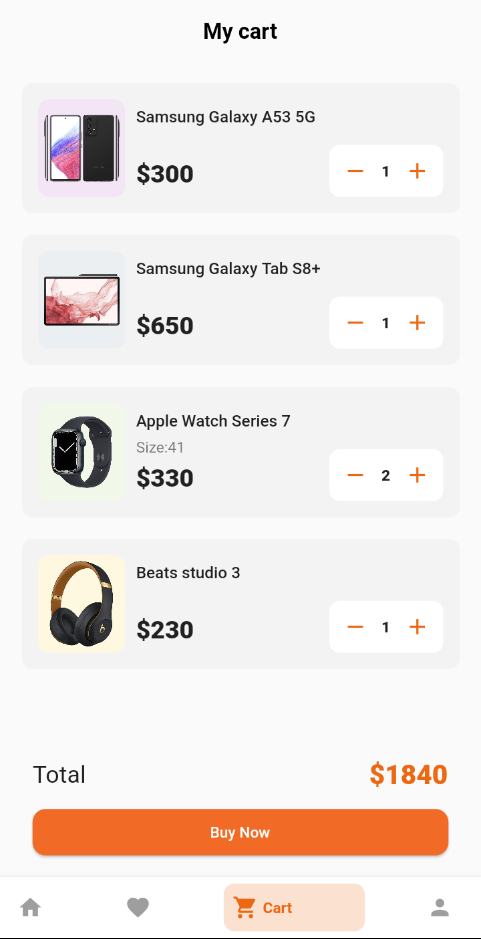 My cart
Samsung Galaxy A53 5G
$300
1
Samsung Galaxy Tab S8+
$650
1
Apple Watch Series 7
Size:41
$330
2
Beats studio 3
$230
1
Total
$1840
Buy Now
Cart